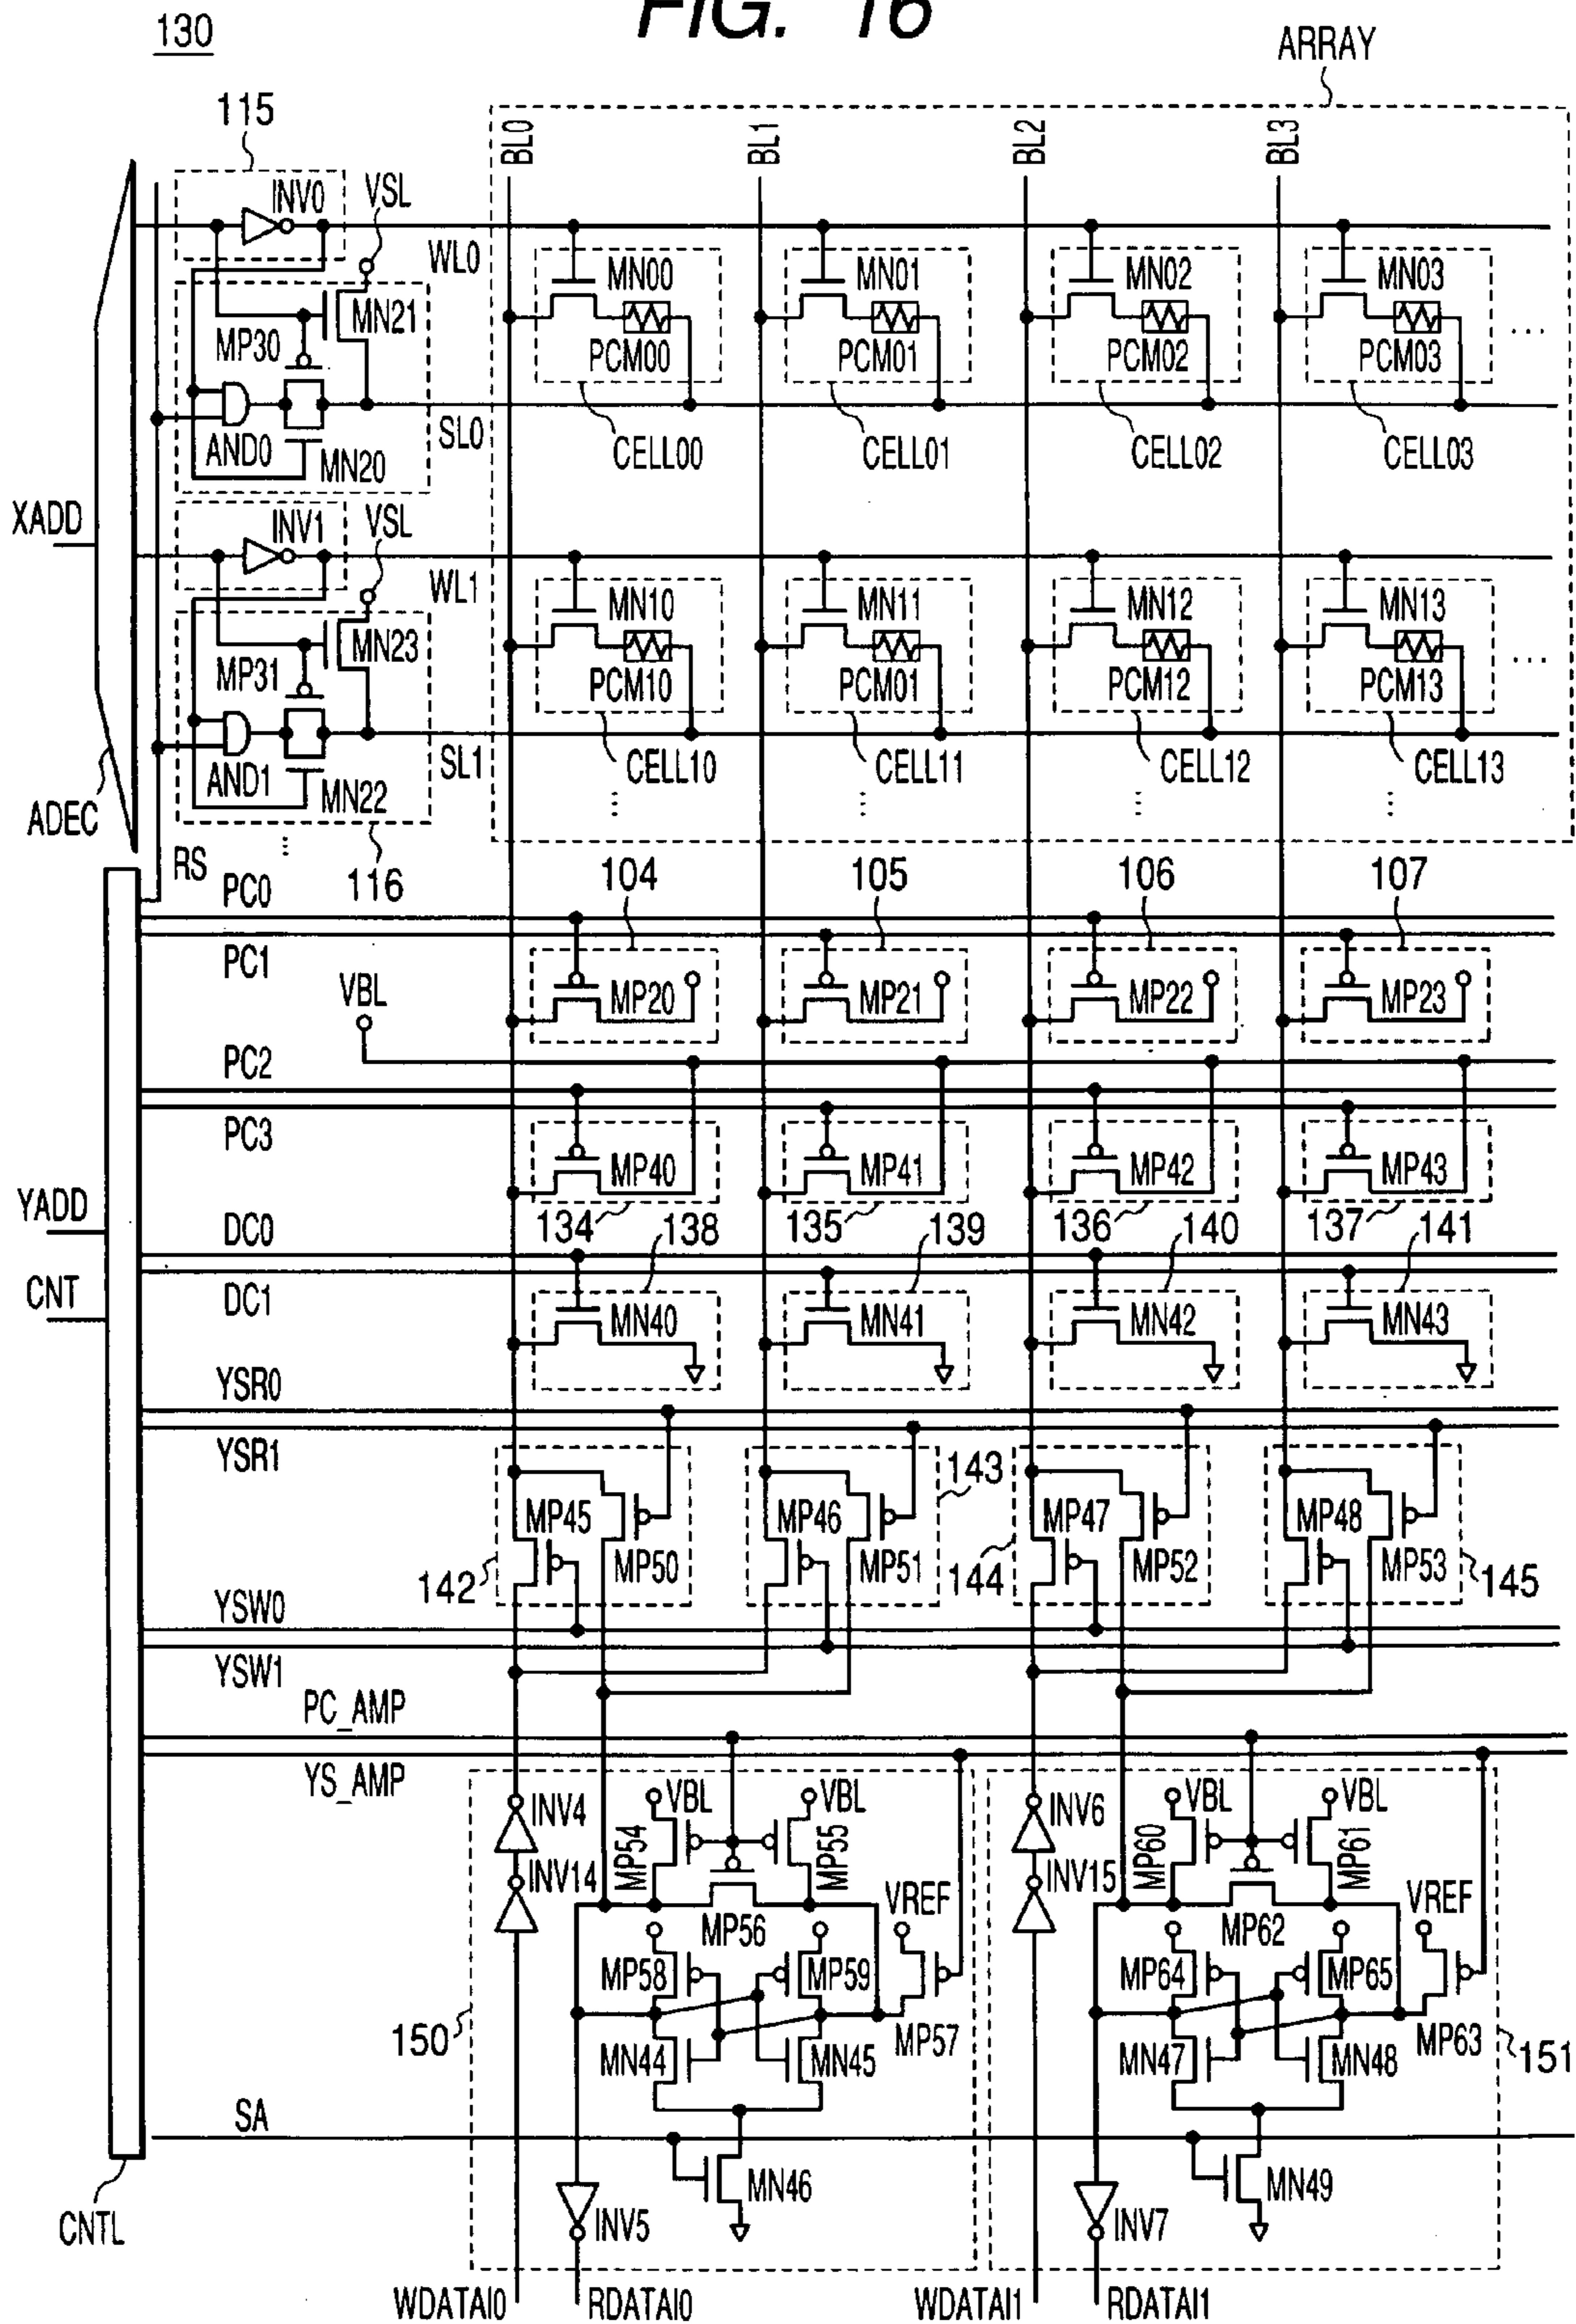 FIG. 16
130
ARRAY
115
BL0
BL1
BL2
BL3
INV0
VSL
WL0
MN00
MN01
MN02
MN03
MN21
MP30
PCM00
PCM01
PCM02
PCM03
...
AND0
MN20
SL0
CELL00
CELL01
CELL02
CELL03
XADD
INV1
VSL
WL1
MN10
MN11
MN12
MN13
MN23
MP31
PCM10
PCM01
PCM12
PCM13
...
AND1
MN22
SL1
CELL10
CELL11
CELL12
CELL13
ADEC
RS
116
PC0
104
105
106
107
PC1
VBL
MP20
MP21
MP22
MP23
PC2
PC3
MP40
MP41
MP42
MP43
YADD
134
138
135
139
136
140
137
141
DC0
CNT
DC1
MN40
MN41
MN42
MN43
YSR0
YSR1
143
MP45
MP46
MP47
MP48
142
MP50
MP51
144
MP52
MP53
145
YSW0
YSW1
PC_AMP
YS_AMP
INV4
MP54
VBL
VBL
MP55
INV6
MP60
VBL
VBL
MP61
INV14
INV15
MP56
VREF
MP62
VREF
MP58
MP59
MP64
MP65
150
MN44
MN45
MP57
MN47
MN48
MP63
151
SA
MN46
MN49
CNTL
INV5
INV7
WDATAI0
RDATAI0
WDATAI1
RDATAI1